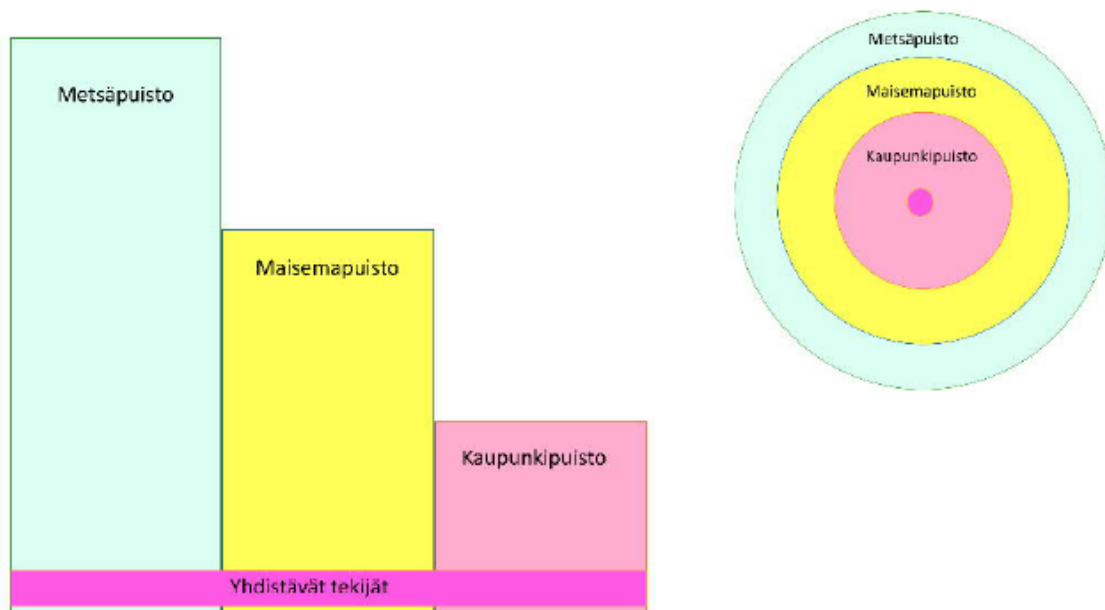 Metsäpuisto
Maisemapuisto
Kaupunkipuisto
Yhdistävät tekijät
Metsäpuisto
Maisemapuisto
Kaupunkipuisto